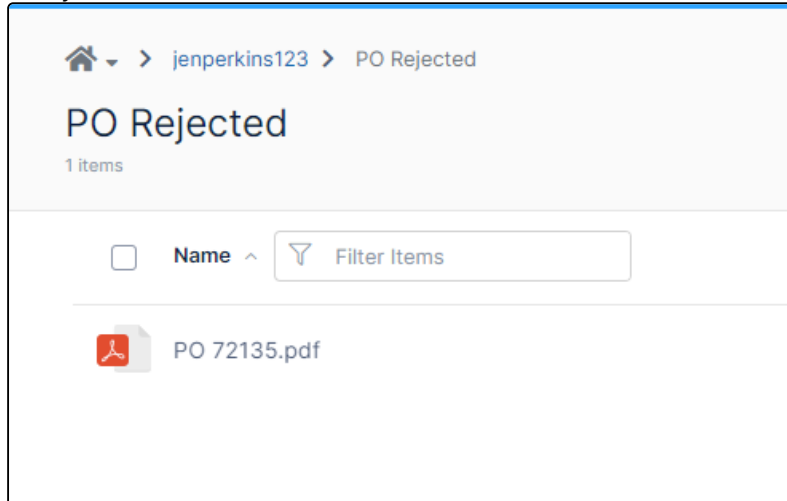 jenperkins123 > PO Rejected
PO Rejected
1 items
Name Filter Items
PO 72135.pdf